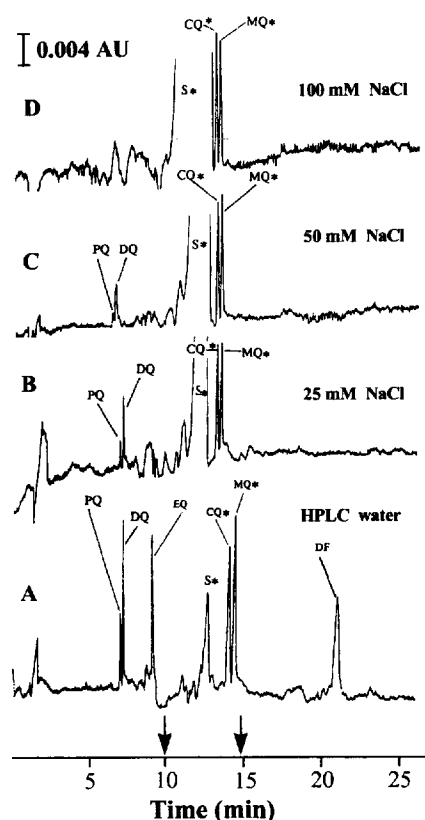 0.004 AU
CQ*
MQ*
S*
D
100 mM NaCl
CQ*
MQ*
S*
50 mM NaCl
C
PQ
DQ
CQ*
MQ*
S*
25 mM NaCl
B
PQ
DQ
HPLC water
PQ
DQ
EQ
CQ*
MQ*
S*
DF
A
5 10 15 20 25
Time (min)